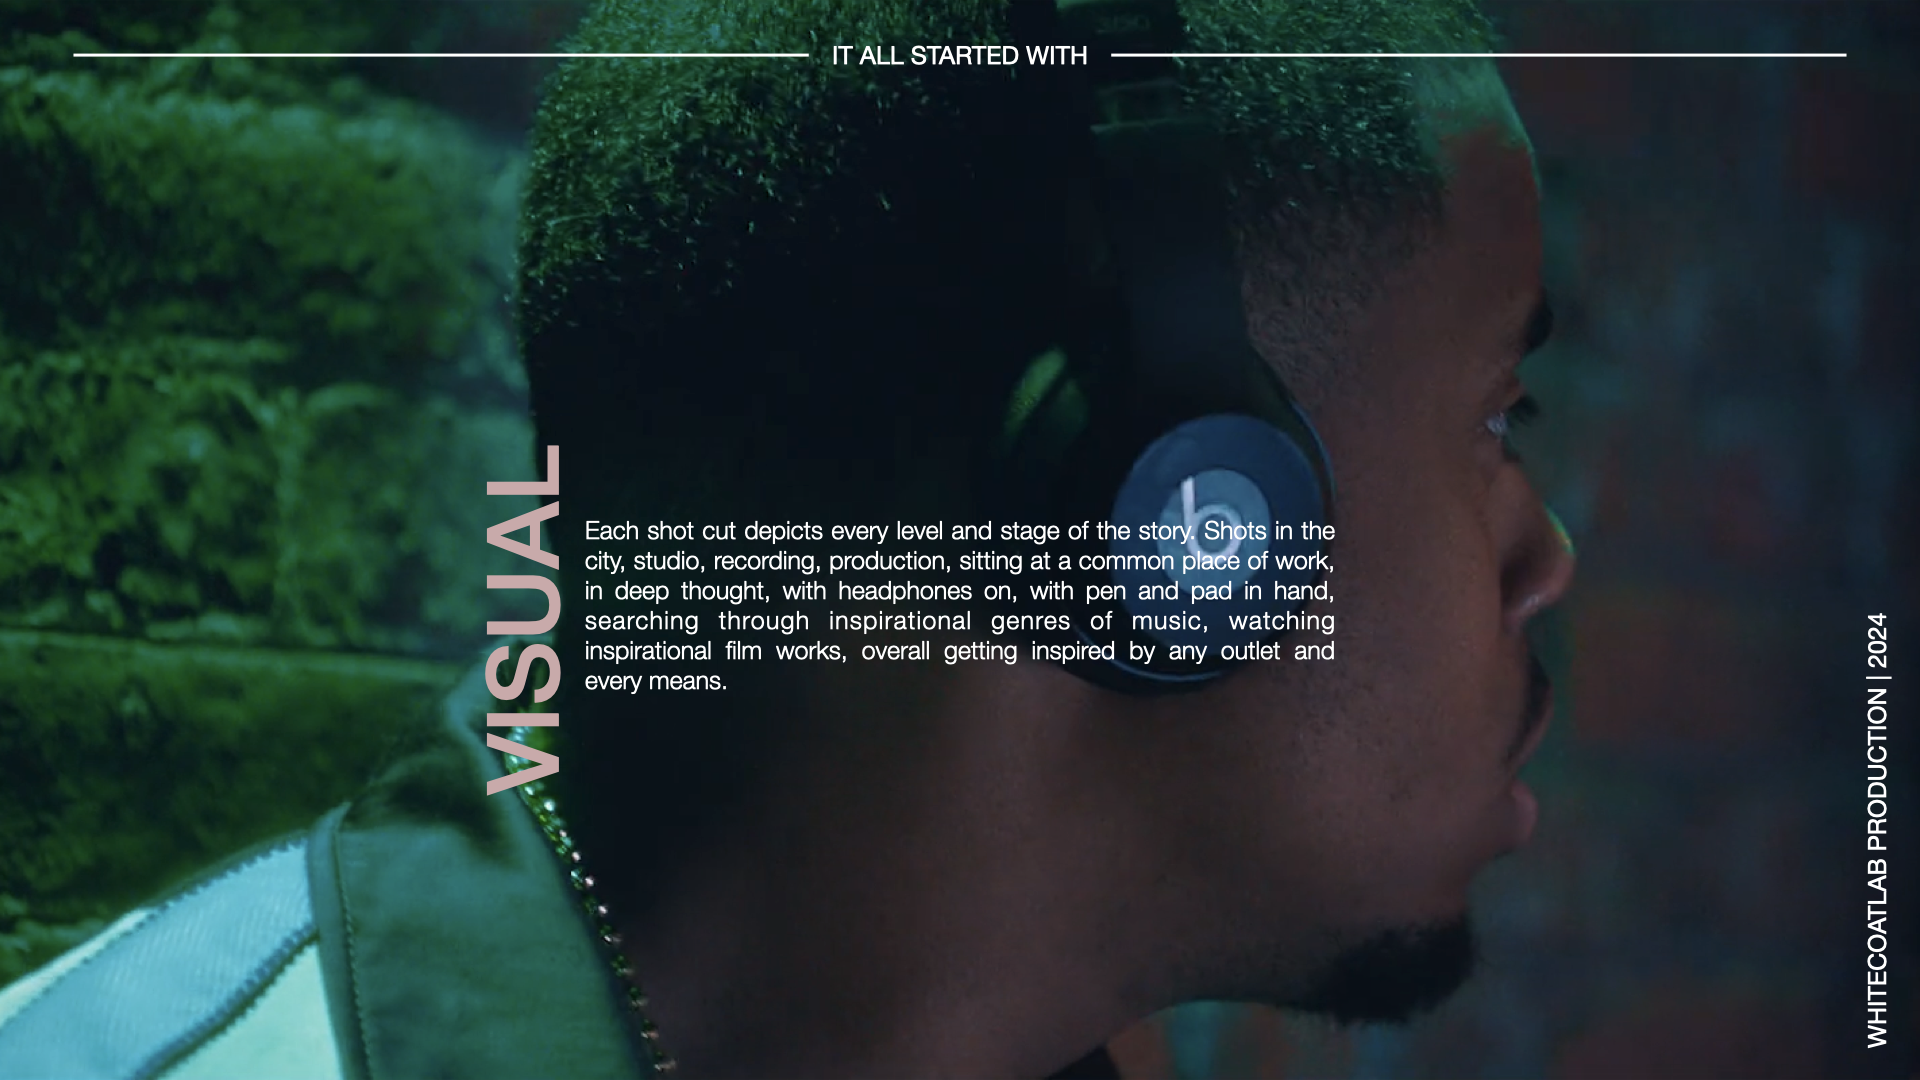 IT ALL STARTED WITH
VISUAL
Each shot cut depicts every level and stage of the story. Shots in the
city, studio, recording, production, sitting at a common place of work,
in deep thought, with headphones on, with pen and pad in hand,
searching through inspirational genres of music, watching
inspirational film works, overall getting inspired by any outlet and
every means.
WHITECOATLAB PRODUCTION | 2024